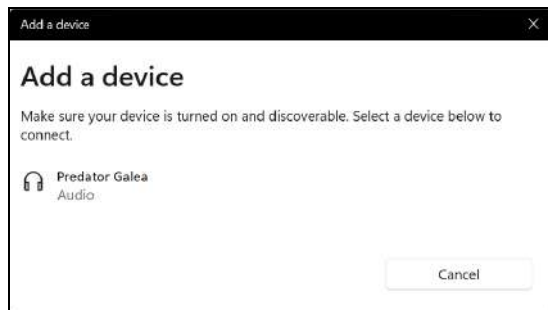 Add a device
Add a device
Make sure your device is turned on and discoverable. Select a device below to
connect.
Predator Galea
Audio
Cancel